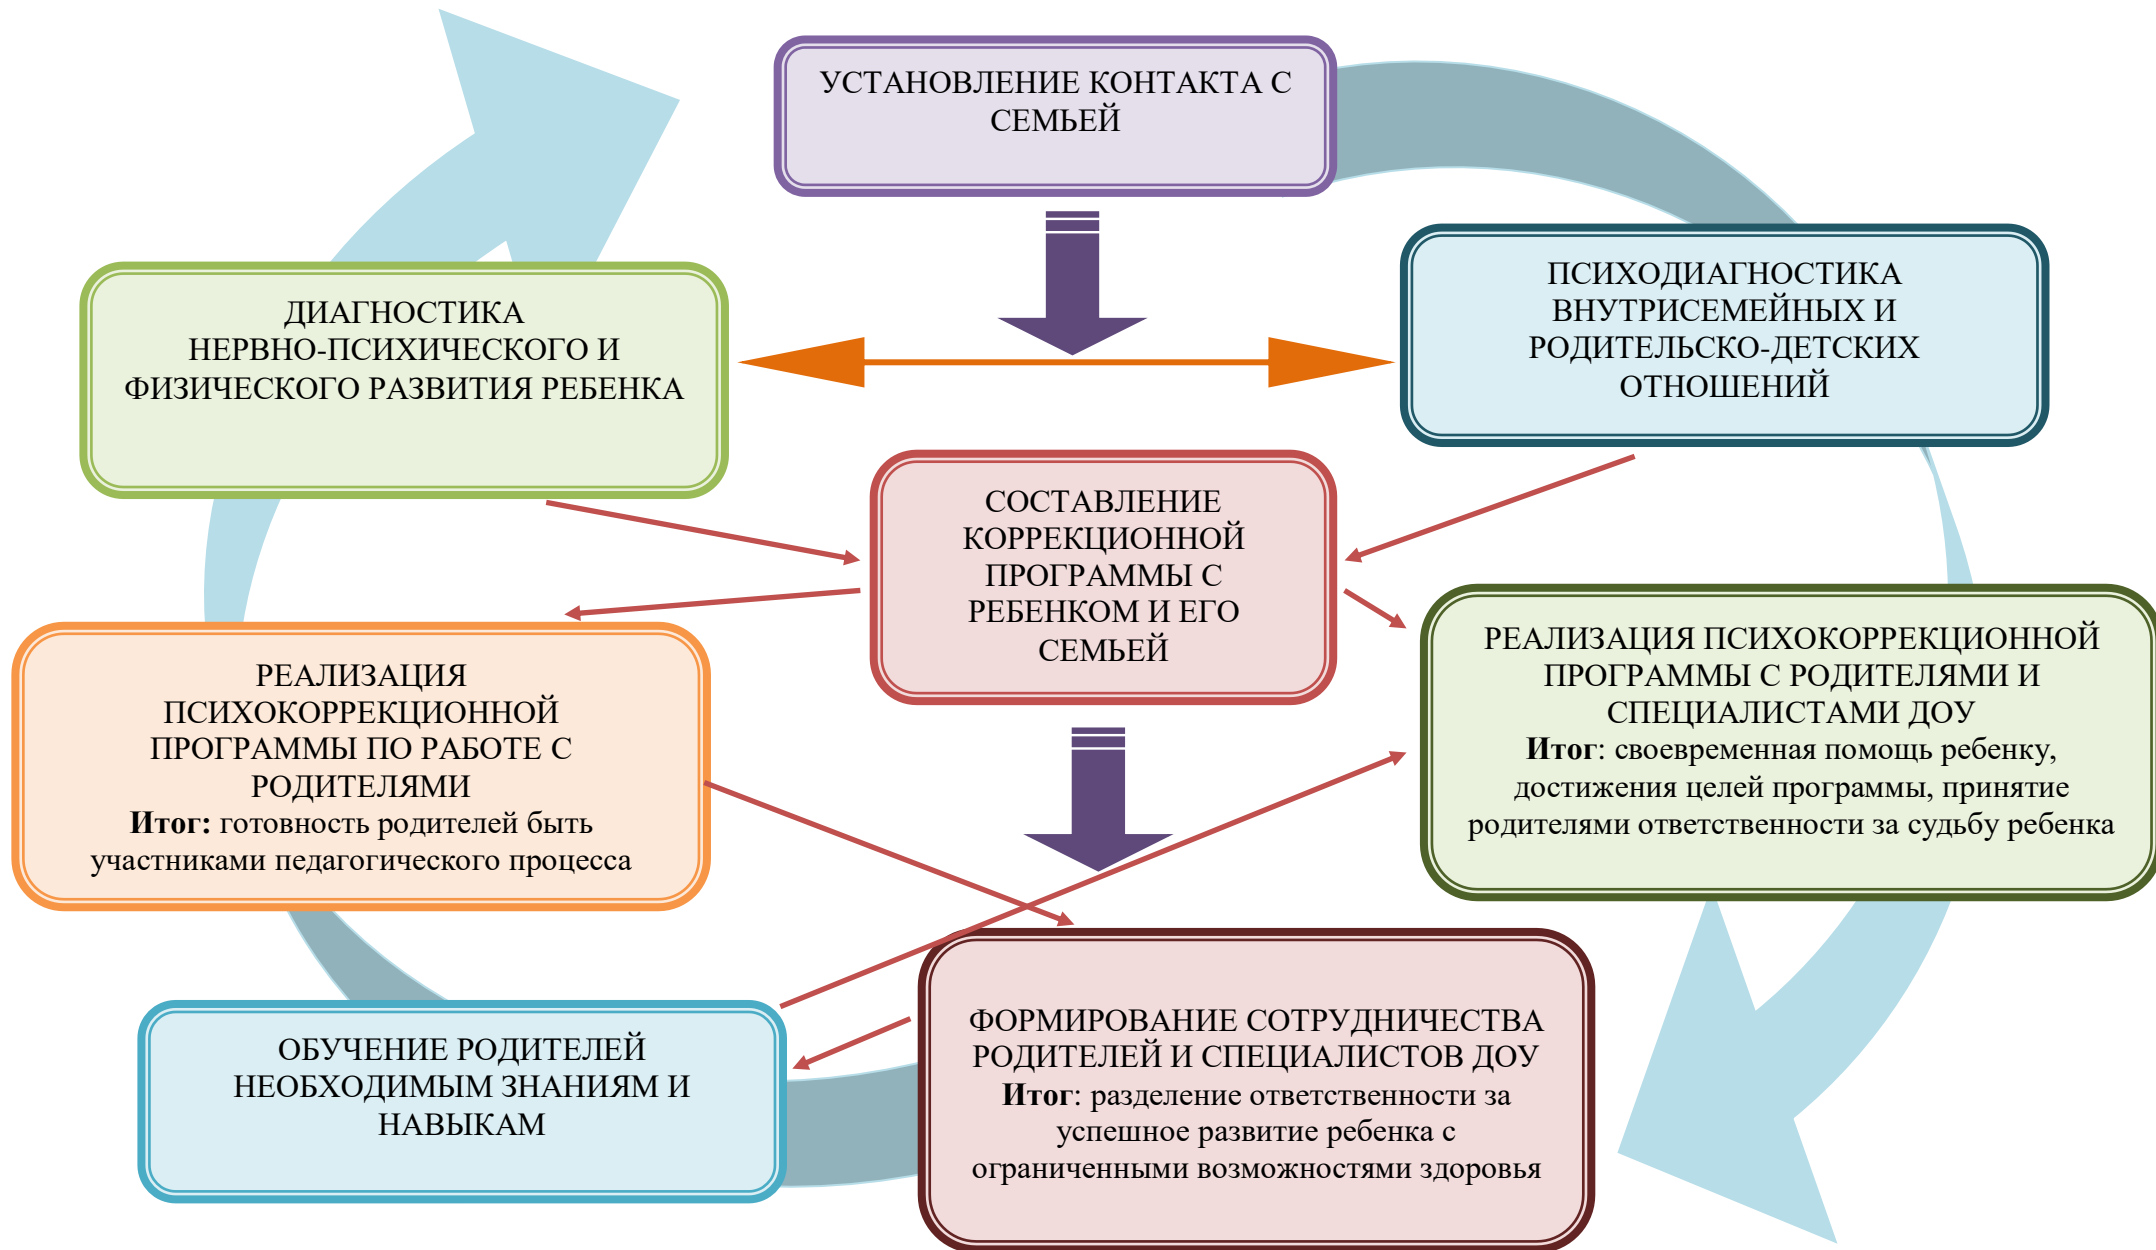 УСТАНОВЛЕНИЕ КОНТАКТА С
СЕМЬЕЙ
ДИАГНОСТИКА
НЕРВНО-ПСИХИЧЕСКОГО И
ФИЗИЧЕСКОГО РАЗВИТИЯ РЕБЕНКА
ПСИХОДИАГНОСТИКА
ВНУТРИСЕМЕЙНЫХ И
РОДИТЕЛЬСКО-ДЕТСКИХ
ОТНОШЕНИЙ
СОСТАВЛЕНИЕ
КОРРЕКЦИОННОЙ
ПРОГРАММЫ С
РЕБЕНКОМ И ЕГО
СЕМЬЕЙ
РЕАЛИЗАЦИЯ
ПСИХОКОРРЕКЦИОННОЙ
ПРОГРАММЫ ПО РАБОТЕ С
РОДИТЕЛЯМИ
Итог: готовность родителей быть
участниками педагогического процесса
РЕАЛИЗАЦИЯ ПСИХОКОРРЕКЦИОННОЙ
ПРОГРАММЫ С РОДИТЕЛЯМИ И
СПЕЦИАЛИСТАМИ ДОУ
Итог: своевременная помощь ребенку,
достижения целей программы, принятие
родителями ответственности за судьбу ребенка
ОБУЧЕНИЕ РОДИТЕЛЕЙ
НЕОБХОДИМЫМ ЗНАНИЯМ И
НАВЫКАМ
ФОРМИРОВАНИЕ СОТРУДНИЧЕСТВА
РОДИТЕЛЕЙ И СПЕЦИАЛИСТОВ ДОУ
Итог: разделение ответственности за
успешное развитие ребенка с
ограниченными возможностями здоровья